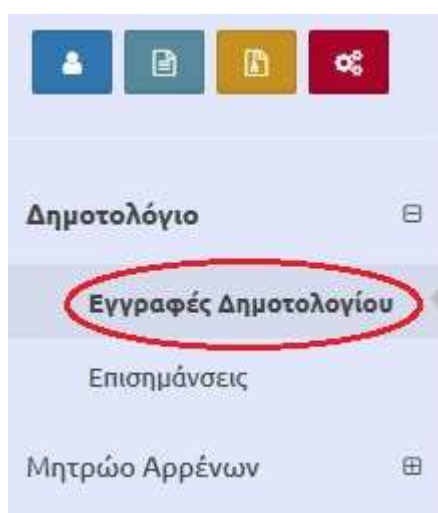 Δημοτολόγιο
Εγγραφές Δημοτολογίου
Επισημάνσεις
Μητρώο Αρρένων